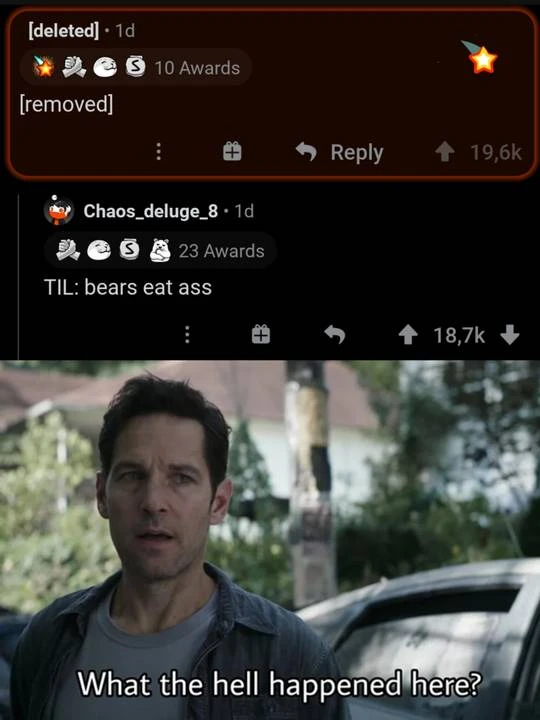 [deleted] • 1d
10 Awards
[removed]
Reply 19,6k
Chaos_deluge_8 • 1d
S 23 Awards
TIL: bears eat ass
18,7k
What the hell happened here?